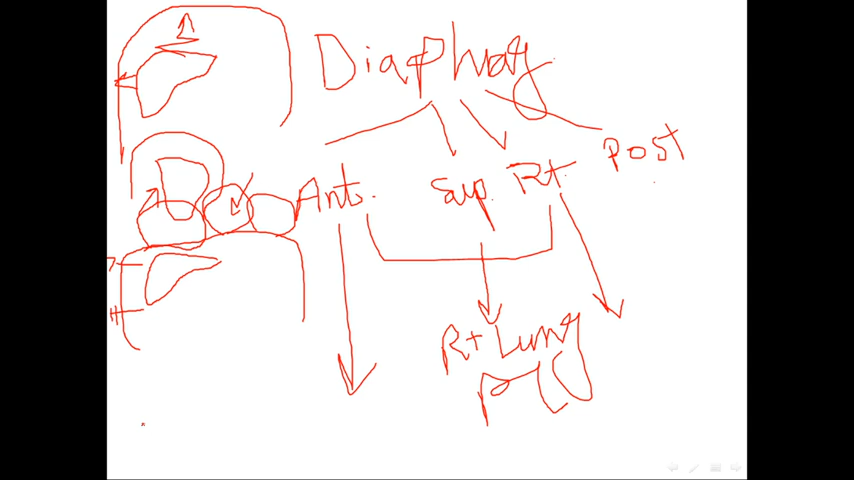 Diaphrag
Ant. Sup. Rt. Post
Rt Lung